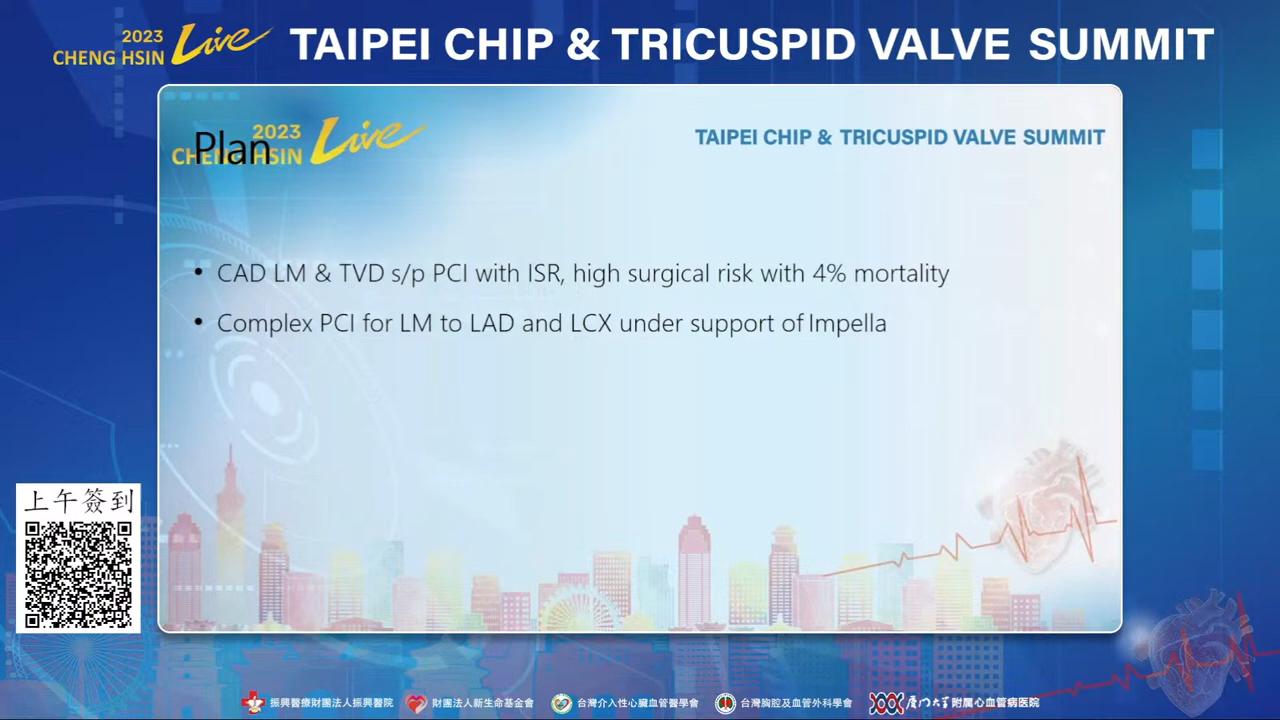 2023
CHENG HSIN Live
TAIPEI CHIP & TRICUSPID VALVE SUMMIT
2023
CHENG HSIN Live
Plan
TAIPEI CHIP & TRICUSPID VALVE SUMMIT
• CAD LM & TVD s/p PCI with ISR, high surgical risk with 4% mortality
• Complex PCI for LM to LAD and LCX under support of Impella
上午簽到
振興醫療財團法人振興醫院
財團法人新生命基金會
台灣介入性心臟血管醫學會
台灣胸腔及血管外科學會
厦门大学附属心血管病医院